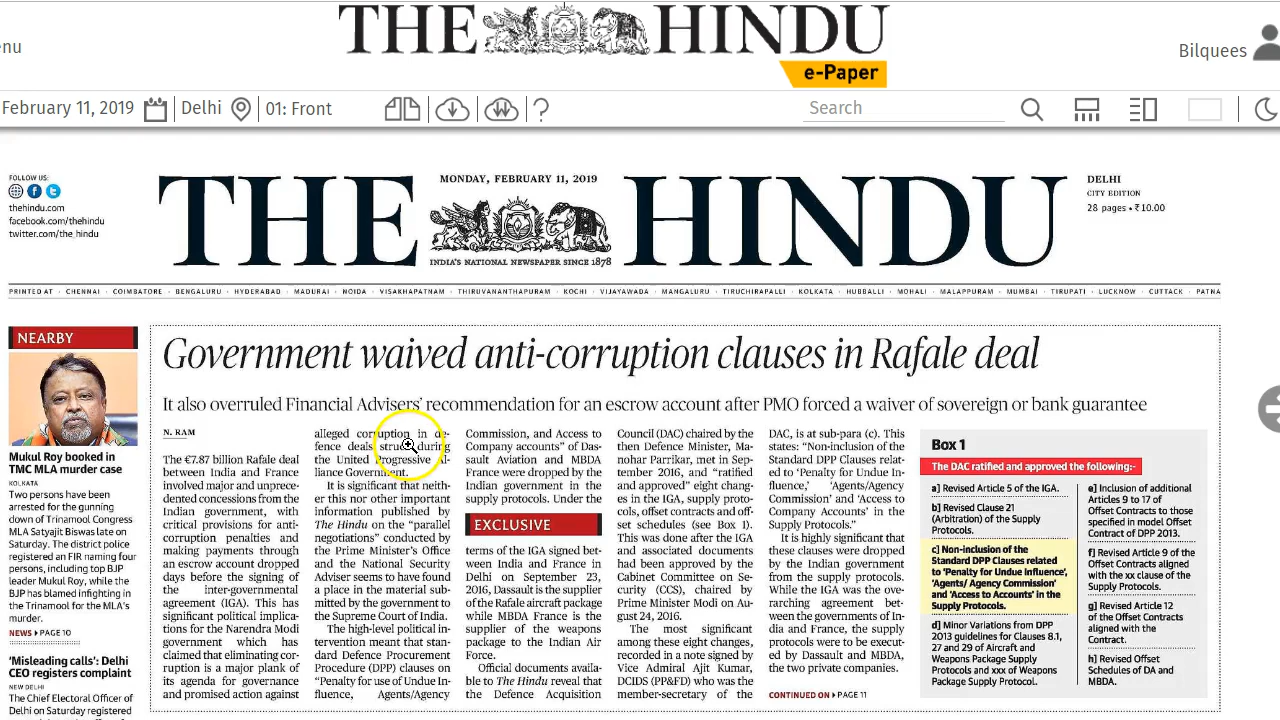 THE HINDU
e-Paper
enu
Bilquees
February 11, 2019
Delhi
01: Front
?
Search
FOLLOW US:
thehindu.com
facebook.com/thehindu
twitter.com/the_hindu
THE HINDU
MONDAY, FEBRUARY 11, 2019
INDIA'S NATIONAL NEWSPAPER SINCE 1878
DELHI
CITY EDITION
28 pages • ₹10.00
PRINTED AT · CHENNAI · COIMBATORE · BENGALURU · HYDERABAD · MADURAI · NOIDA · VISAKHAPATNAM · THIRUVANANTHAPURAM · KOCHI · VIJAYAWADA · MANGALURU · TIRUCHIRAPALLI · KOLKATA · HUBBALLI · MOHALI · MALAPPURAM · MUMBAI · TIRUPATI · LUCKNOW · CUTTACK · PATNA
NEARBY
Mukul Roy booked in
TMC MLA murder case
KOLKATA
Two persons have been
arrested for the gunning
down of Trinamool Congress
MLA Satyajit Biswas late on
Saturday. The district police
registered an FIR naming four
persons, including top BJP
leader Mukul Roy, while the
BJP has blamed infighting in
the Trinamool for the MLA's
murder.
NEWS PAGE 10
'Misleading calls': Delhi
CEO registers complaint
NEW DELHI
The Chief Electoral Officer of
Delhi on Saturday registered
Government waived anti-corruption clauses in Rafale deal
It also overruled Financial Advisers' recommendation for an escrow account after PMO forced a waiver of sovereign or bank guarantee
N. RAM
The €7.87 billion Rafale deal
between India and France
involved major and unprece-
dented concessions from the
Indian government, with
critical provisions for anti-
corruption penalties and
making payments through
an escrow account dropped
days before the signing of
the inter-governmental
agreement (IGA). This has
significant political implica-
tions for the Narendra Modi
government which has
claimed that eliminating cor-
ruption is a major plank of
its agenda for governance
and promised action against
alleged corruption in de-
fence deals struck during
the United Progressive Al-
liance Government.
It is significant that neith-
er this nor other important
information published by
The Hindu on the “parallel
negotiations” conducted by
the Prime Minister's Office
and the National Security
Adviser seems to have found
a place in the material sub-
mitted by the government to
the Supreme Court of India.
The high-level political in-
tervention meant that stan-
dard Defence Procurement
Procedure (DPP) clauses on
“Penalty for use of Undue In-
fluence, Agents/Agency
Commission, and Access to
Company accounts” of Das-
sault Aviation and MBDA
France were dropped by the
Indian government in the
supply protocols. Under the
EXCLUSIVE
terms of the IGA signed bet-
ween India and France in
Delhi on September 23,
2016, Dassault is the supplier
of the Rafale aircraft package
while MBDA France is the
supplier of the weapons
package to the Indian Air
Force.
Official documents availa-
ble to The Hindu reveal that
the Defence Acquisition
Council (DAC) chaired by the
then Defence Minister, Ma-
nohar Parrikar, met in Sep-
tember 2016, and “ratified
and approved” eight chang-
es in the IGA, supply proto-
cols, offset contracts and off-
set schedules (see Box 1).
This was done after the IGA
and associated documents
had been approved by the
Cabinet Committee on Se-
curity (CCS), chaired by
Prime Minister Modi on Au-
gust 24, 2016.
The most significant
among these eight changes,
recorded in a note signed by
Vice Admiral Ajit Kumar,
DCIDS (PP&FD) who was the
member-secretary of the
DAC, is at sub-para (c). This
states: “Non-inclusion of the
Standard DPP Clauses relat-
ed to ‘Penalty for Undue In-
fluence,’ ‘Agents/Agency
Commission’ and ‘Access to
Company Accounts’ in the
Supply Protocols.”
It is highly significant that
these clauses were dropped
by the Indian government
from the supply protocols.
While the IGA was the ove-
rarching agreement bet-
ween the governments of In-
dia and France, the supply
protocols were to be execut-
ed by Dassault and MBDA,
the two private companies.
CONTINUED ON PAGE 11
Box 1
The DAC ratified and approved the following:-
a] Revised Article 5 of the IGA.
b] Revised Clause 21
(Arbitration) of the Supply
Protocols.
c] Non-inclusion of the
Standard DPP Clauses related
to ‘Penalty for Undue Influence’,
‘Agents/ Agency Commission’
and ‘Access to Accounts’ in the
Supply Protocols.
d] Minor Variations from DPP
2013 guidelines for Clauses 8.1,
27 and 29 of Aircraft and
Weapons Package Supply
Protocols and xxx of Weapons
Package Supply Protocol.
e] Inclusion of additional
Articles 9 to 17 of
Offset Contracts to those
specified in model Offset
Contract of DPP 2013.
f] Revised Article 9 of the
Offset Contracts aligned
with the xx clause of the
Supply Protocols.
g] Revised Article 12
of the Offset Contracts
aligned with the
Contract.
h] Revised Offset
Schedules of DA and
MBDA.